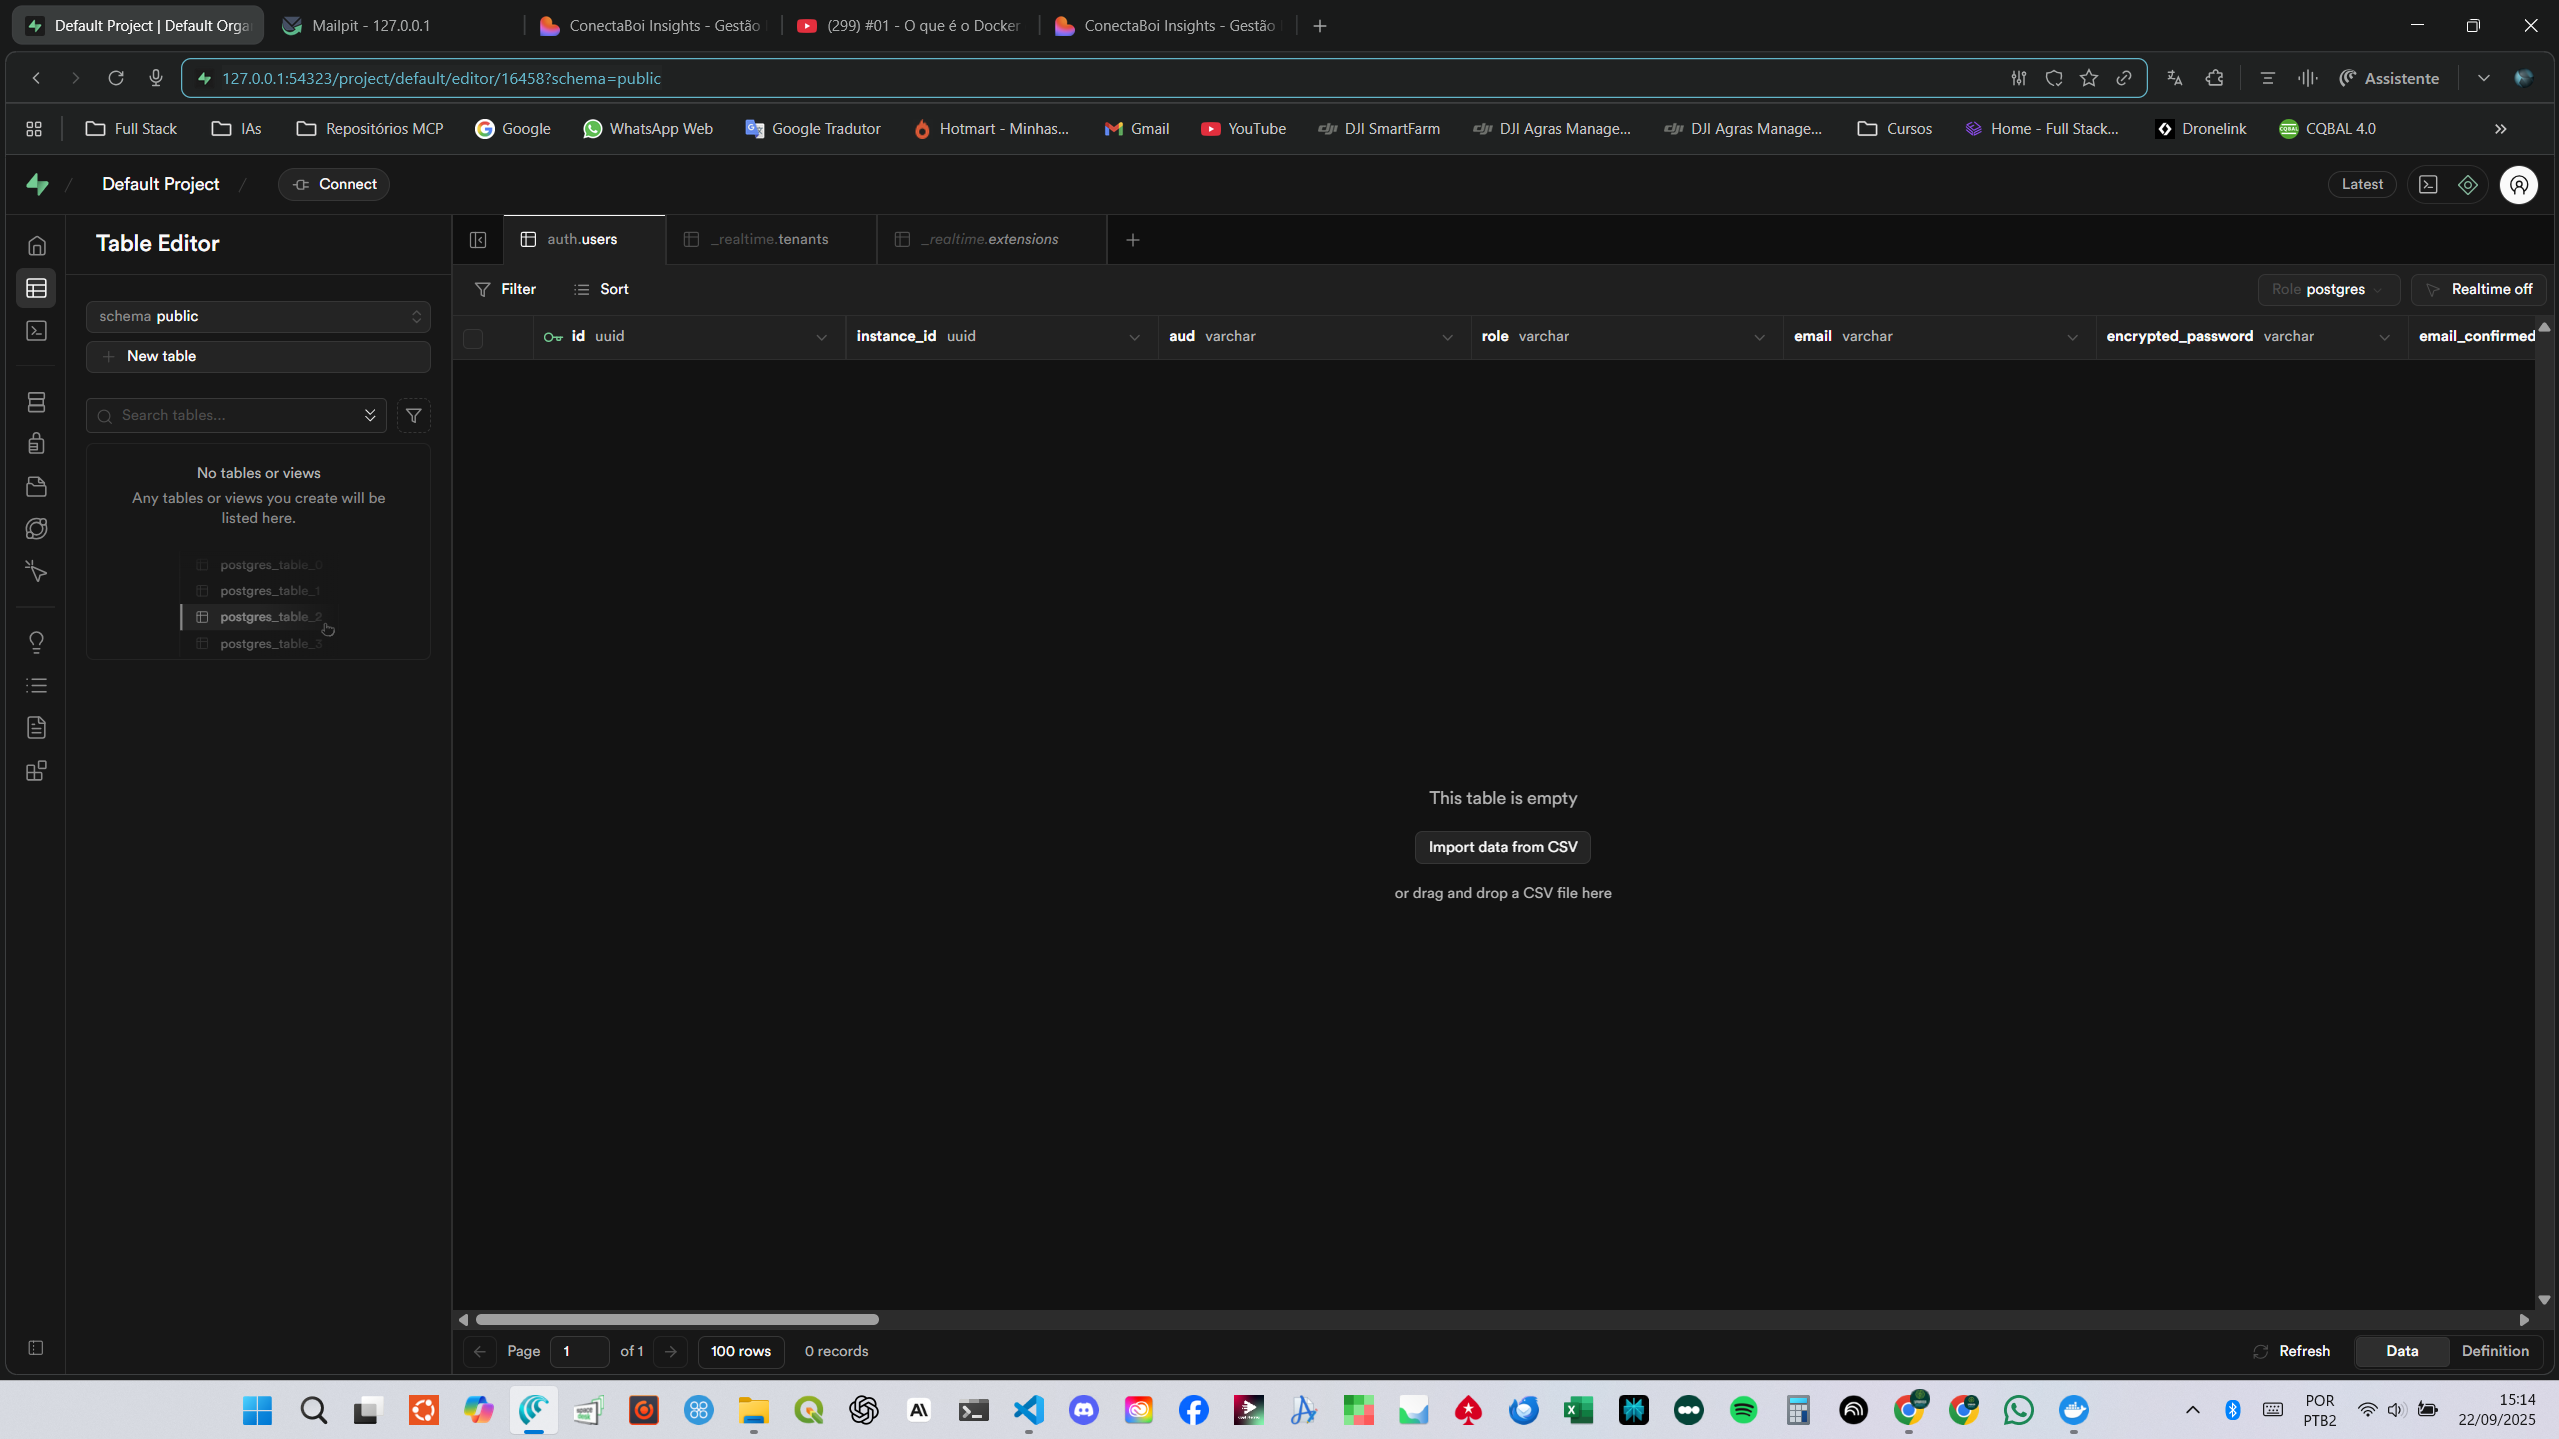 Default Project | Default Orga
Mailpit - 127.0.0.1
ConectaBoi Insights - Gestão
(299) #01 - O que é o Docker
ConectaBoi Insights - Gestão
127.0.0.1:54323/project/default/editor/16458?schema=public
Assistente
Full Stack
IAs
Repositórios MCP
Google
WhatsApp Web
Google Tradutor
Hotmart - Minhas...
Gmail
YouTube
DJI SmartFarm
DJI Agras Manage...
DJI Agras Manage...
Cursos
Home - Full Stack...
Dronelink
CQBAL 4.0
Default Project
Connect
Latest
Table Editor
auth.users
_realtime.tenants
_realtime.extensions
Filter
Sort
Role postgres
Realtime off
schema public
New table
id uuid
instance_id uuid
aud varchar
role varchar
email varchar
encrypted_password varchar
email_confirmed
Search tables...
No tables or views
Any tables or views you create will be
listed here.
postgres_table_0
postgres_table_1
postgres_table_2
postgres_table_3
This table is empty
Import data from CSV
or drag and drop a CSV file here
Page 1 of 1
100 rows
0 records
Refresh
Data
Definition
POR
PTB2
15:14
22/09/2025